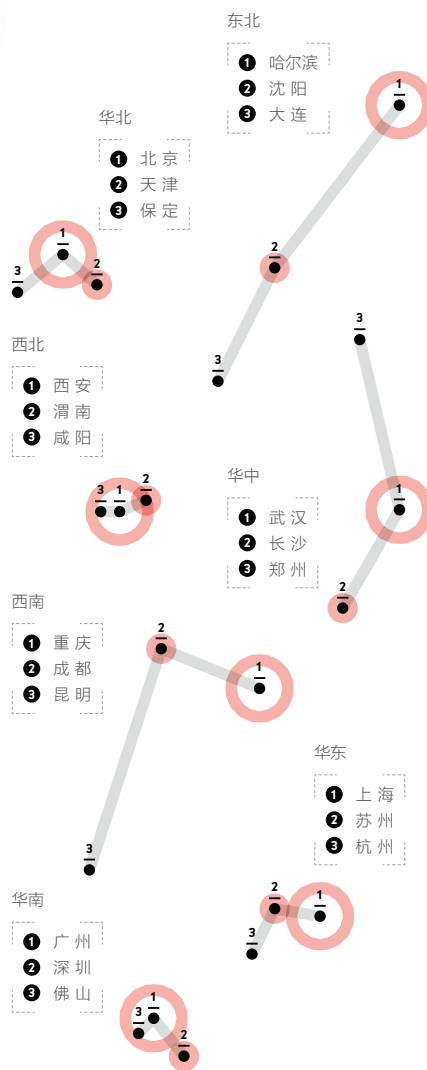 东北
1 哈尔滨
2 沈阳
3 大连
1
2
3
华北
1 北京
2 天津
3 保定
1
2
3
西北
1 西安
2 渭南
3 咸阳
3
1
2
华中
1 武汉
2 长沙
3 郑州
3
1
2
西南
1 重庆
2 成都
3 昆明
2
1
3
华东
1 上海
2 苏州
3 杭州
2
1
3
华南
1 广州
2 深圳
3 佛山
1
3
2